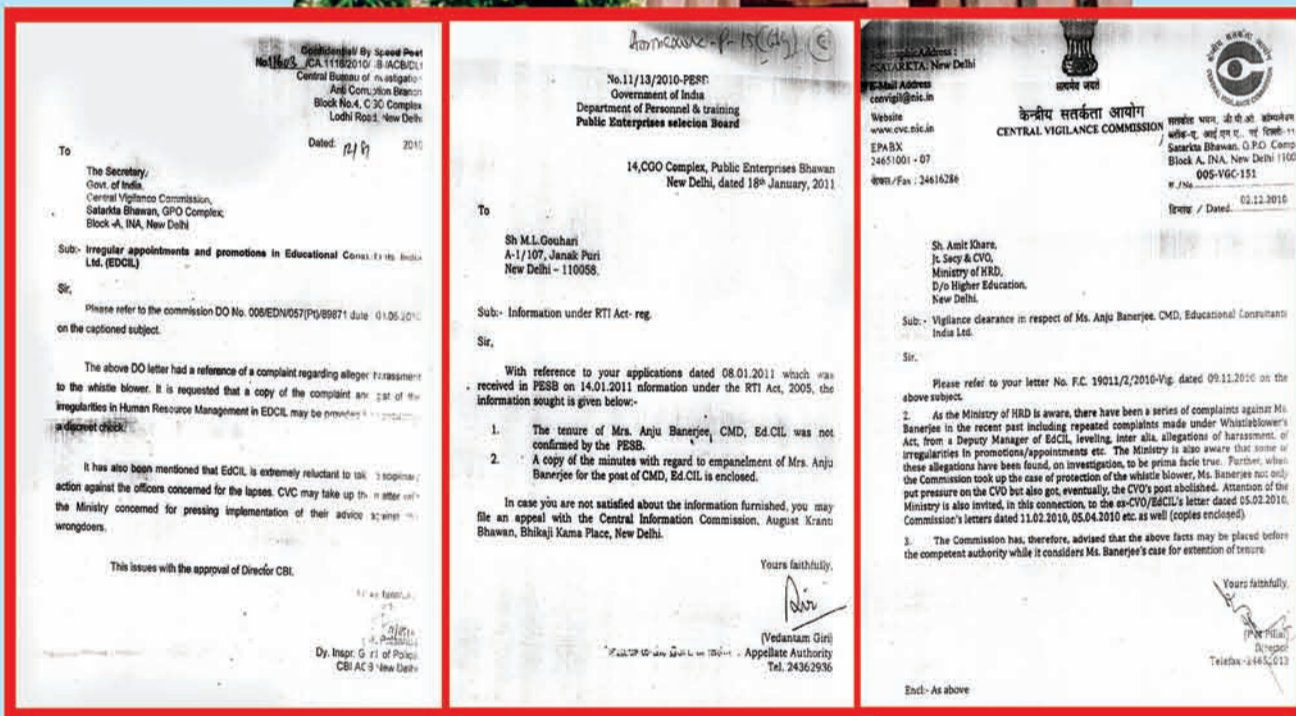 Confidential/ By Speed Post
/CA.1116/2010/
Central Bureau of
Anti Corruption Branch
Block No.4, C 30 Complex
Lodhi Road, New Delhi
Dated: 2010
To
The Secretary,
Govt. of India,
Central Vigilance Commission,
Satarkta Bhawan, GPO Complex,
Block -A, INA, New Delhi
Sub:- Irregular appointments and promotions in Educational India
Ltd. (EDCIL)
Sir,
Please refer to the commission DO No.
on the captioned subject.
The above DO letter had a reference of a complaint regarding harassment
to the whistle blower. It is requested that a copy of the complaint of the
irregularities in Human Resource Management in EDCIL may be provided
a discreet check.
It has also been mentioned that EdCIL is extremely reluctant to
action against the officers concerned for the lapses. CVC may take up
the Ministry concerned for pressing implementation of their advice against
wrongdoers.
This issues with the approval of Director CBI.
Dy. Inspr. of Police
CBI New Delhi
Annexure-P-15
No.11/13/2010-PESB
Government of India
Department of Personnel & training
Public Enterprises selecion Board
14,CGO Complex, Public Enterprises Bhawan
New Delhi, dated 18th January, 2011
To
Sh M.L.Gouhari
A-1/107, Janak Puri
New Delhi – 110058.
Sub:- Information under RTI Act- reg.
Sir,
With reference to your applications dated 08.01.2011 which was
received in PESB on 14.01.2011 nformation under the RTI Act, 2005, the
information sought is given below:-
1. The tenure of Mrs. Anju Banerjee, CMD, Ed.CIL was not
confirmed by the PESB.
2. A copy of the minutes with regard to empanelment of Mrs. Anju
Banerjee for the post of CMD, Ed.CIL is enclosed.
In case you are not satisfied about the information furnished, you may
file an appeal with the Central Information Commission, August Kranti
Bhawan, Bhikaji Kama Place, New Delhi.
Yours faithfully,
(Vedantam Giri)
Appellate Authority
Tel. 24362936
Address :
SATARKTA: New Delhi
E-Mail Address
cenvigil@nic.in
Website
www.cvc.nic.in
EPABX
24651001 - 07
फैक्स/Fax : 24616286
सत्यमेव जयते
केन्द्रीय सतर्कता आयोग
CENTRAL VIGILANCE COMMISSION
सतर्कता भवन, जी.पी.ओ.
Satarkta Bhawan, G.P.O. Comp
Block A, INA, New Delhi
005-VGC-151
दिनांक / Dated 02.12.2010
Sh. Amit Khare,
Jt. Secy & CVO,
Ministry of HRD,
D/o Higher Education,
New Delhi.
Sub:- Vigilance clearance in respect of Ms. Anju Banerjee, CMD, Educational Consultants
India Ltd.
Sir,
Please refer to your letter No. F.C. 19011/2/2010-Vig. dated 09.11.2010 on the
above subject.
2. As the Ministry of HRD is aware, there have been a series of complaints against Ms.
Banerjee in the recent past including repeated complaints made under Whistleblower's
Act, from a Deputy Manager of EdCIL, leveling, inter alia, allegations of harassment, of
irregularities in promotions/appointments etc. The Ministry is also aware that some of
these allegations have been found, on investigation, to be prima facie true. Further, when
the Commission took up the case of protection of the whistle blower, Ms. Banerjee not only
put pressure on the CVO but also got, eventually, the CVO's post abolished. Attention of the
Ministry is also invited, in this connection, to the ex-CVO/EdCIL's letter dated 05.02.2010,
Commission's letters dated 11.02.2010, 05.04.2010 etc. as well (copies enclosed)
3. The Commission has, therefore, advised that the above facts may be placed before
the competent authority while it considers Ms. Banerjee's case for extention of tenure.
Yours faithfully,
Director
Encl:- As above